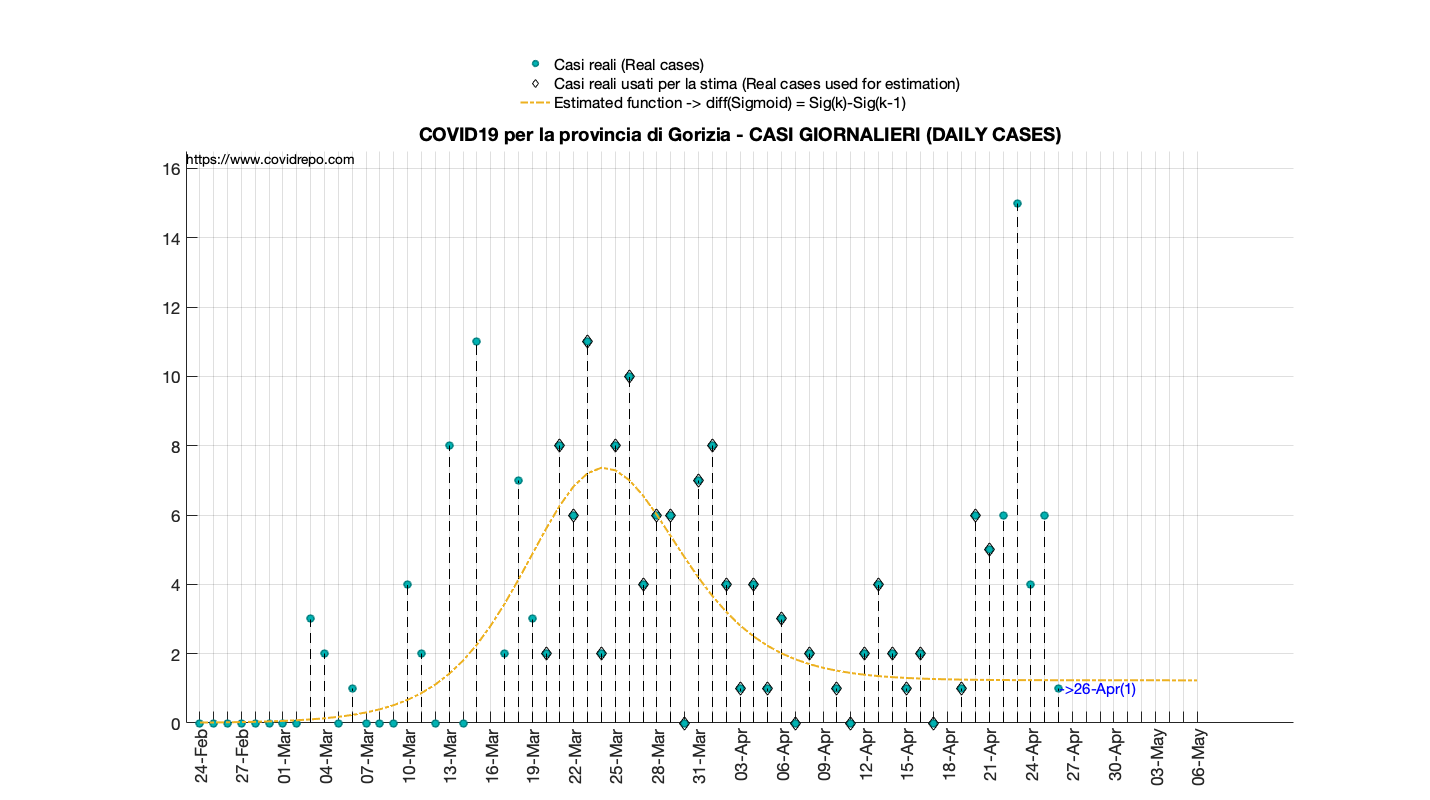 Casi reali (Real cases)
Casi reali usati per la stima (Real cases used for estimation)
Estimated function -> diff(Sigmoid) = Sig(k)-Sig(k-1)
COVID19 per la provincia di Gorizia - CASI GIORNALIERI (DAILY CASES)
https://www.covidrepo.com
16
14
12
10
8
6
4
2
0
->26-Apr(1)
24-Feb
27-Feb
01-Mar
04-Mar
07-Mar
10-Mar
13-Mar
16-Mar
19-Mar
22-Mar
25-Mar
28-Mar
31-Mar
03-Apr
06-Apr
09-Apr
12-Apr
15-Apr
18-Apr
21-Apr
24-Apr
27-Apr
30-Apr
03-May
06-May